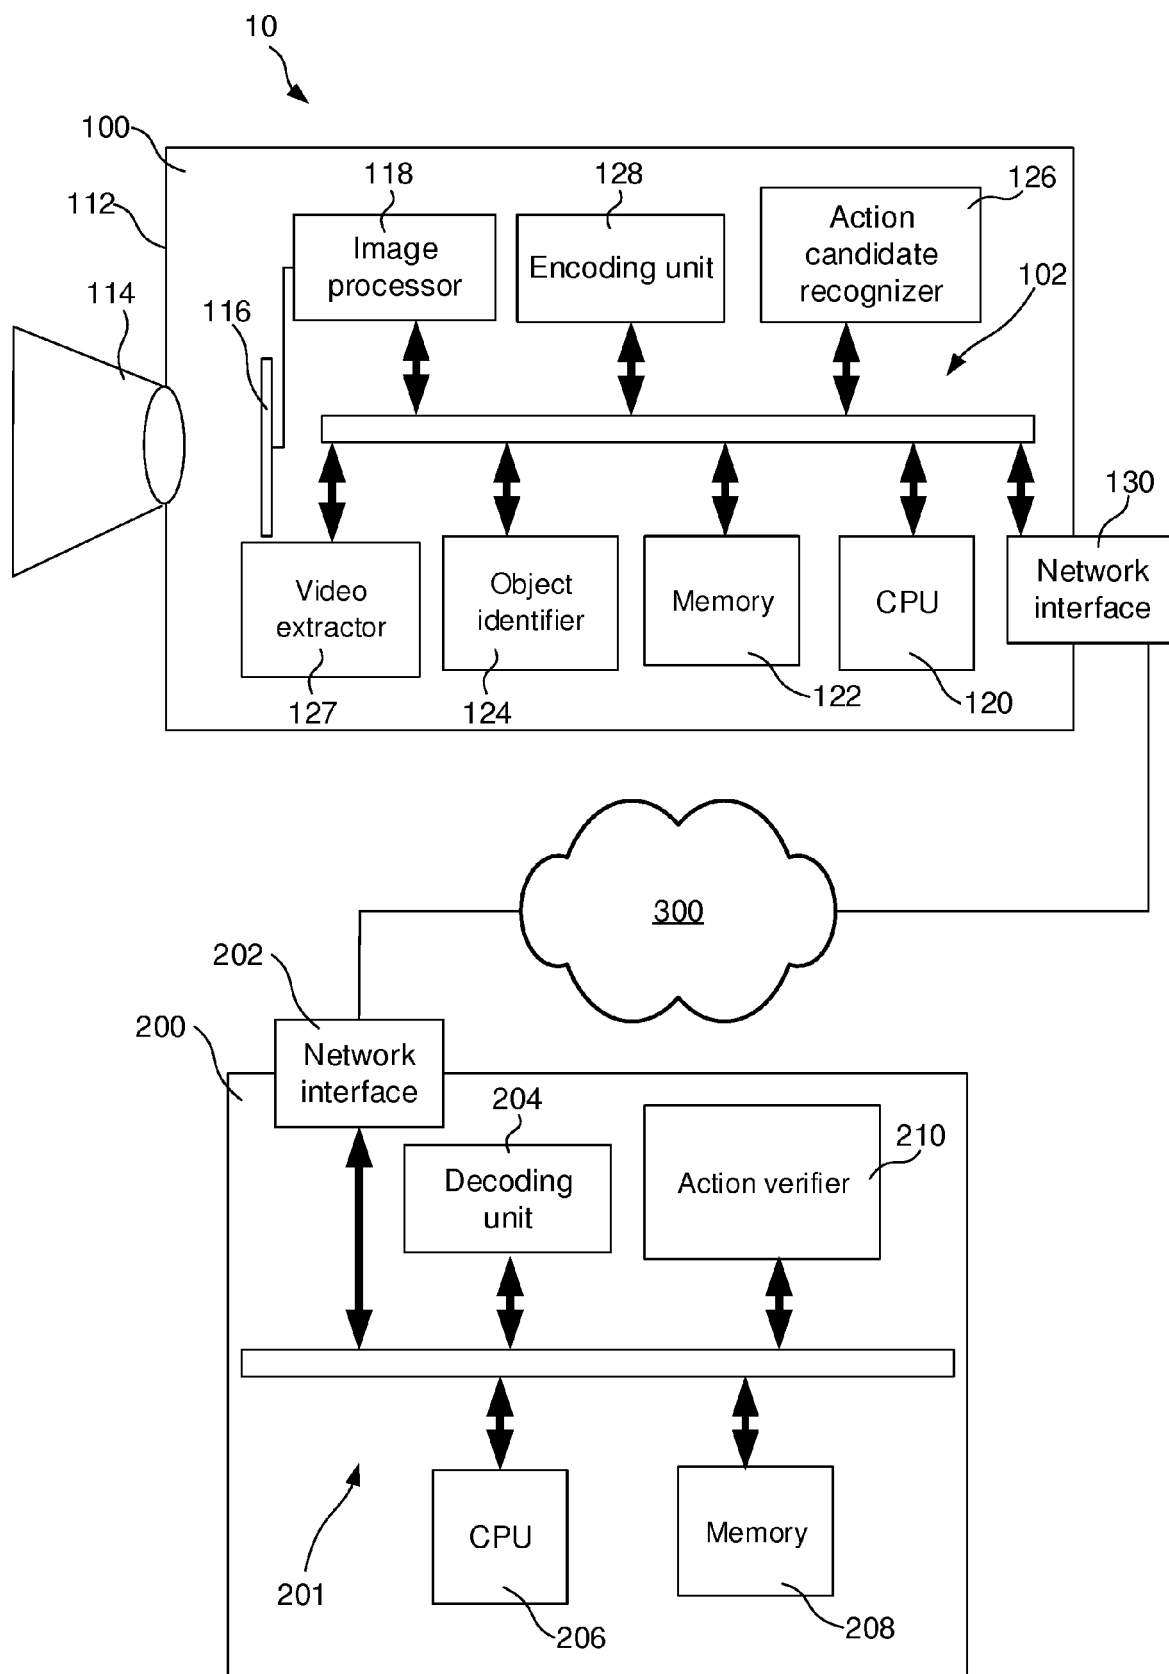 10
100
112
118
128
126
Image
processor
Encoding unit
Action
candidate
recognizer
102
114
116
130
Video
extractor
Object
identifier
Memory
CPU
Network
interface
127
124
122
120
300
202
200
Network
interface
204
210
Decoding
unit
Action verifier
CPU
Memory
201
206
208